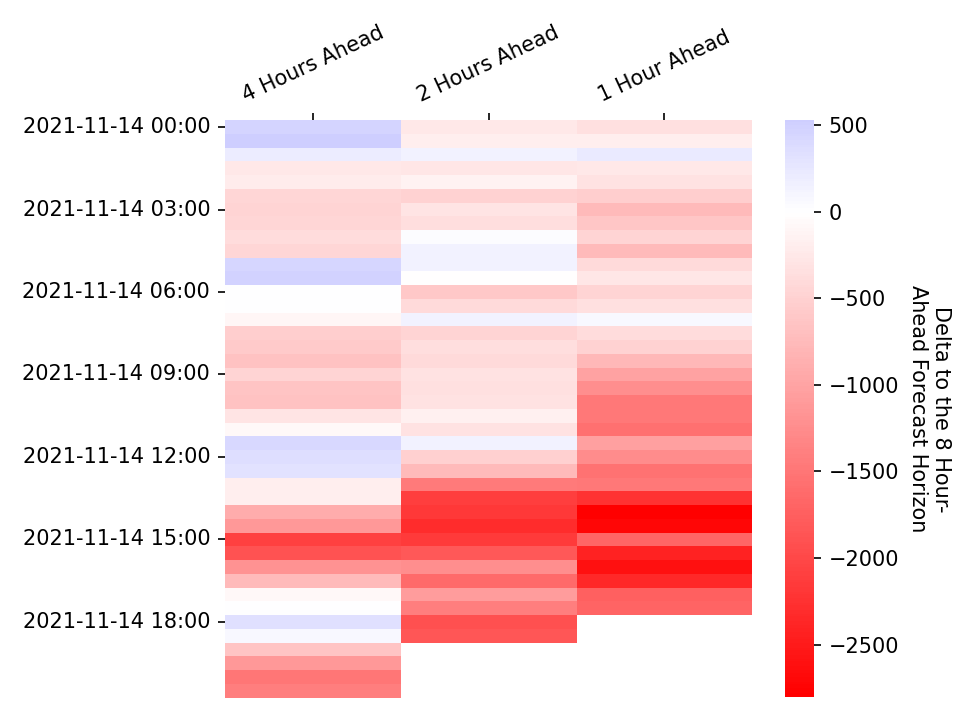 4 Hours Ahead
2 Hours Ahead
1 Hour Ahead
2021-11-14 00:00
2021-11-14 03:00
2021-11-14 06:00
2021-11-14 09:00
2021-11-14 12:00
2021-11-14 15:00
2021-11-14 18:00
500
0
−500
−1000
−1500
−2000
−2500
Delta to the 8 Hour-
Ahead Forecast Horizon